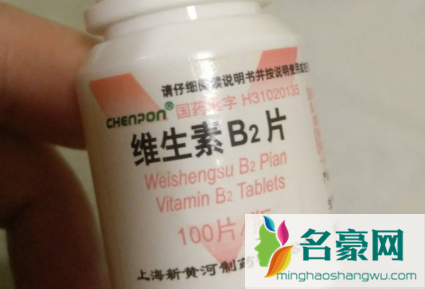 请仔细阅读说明书并按说明使用
CHENPON® 国药准字 H31020135
维生素B2片
Weishengsu B2 Pian
Vitamin B2 Tablets
100片
上海新黄河制药
名豪网
minghaoshangwu.com